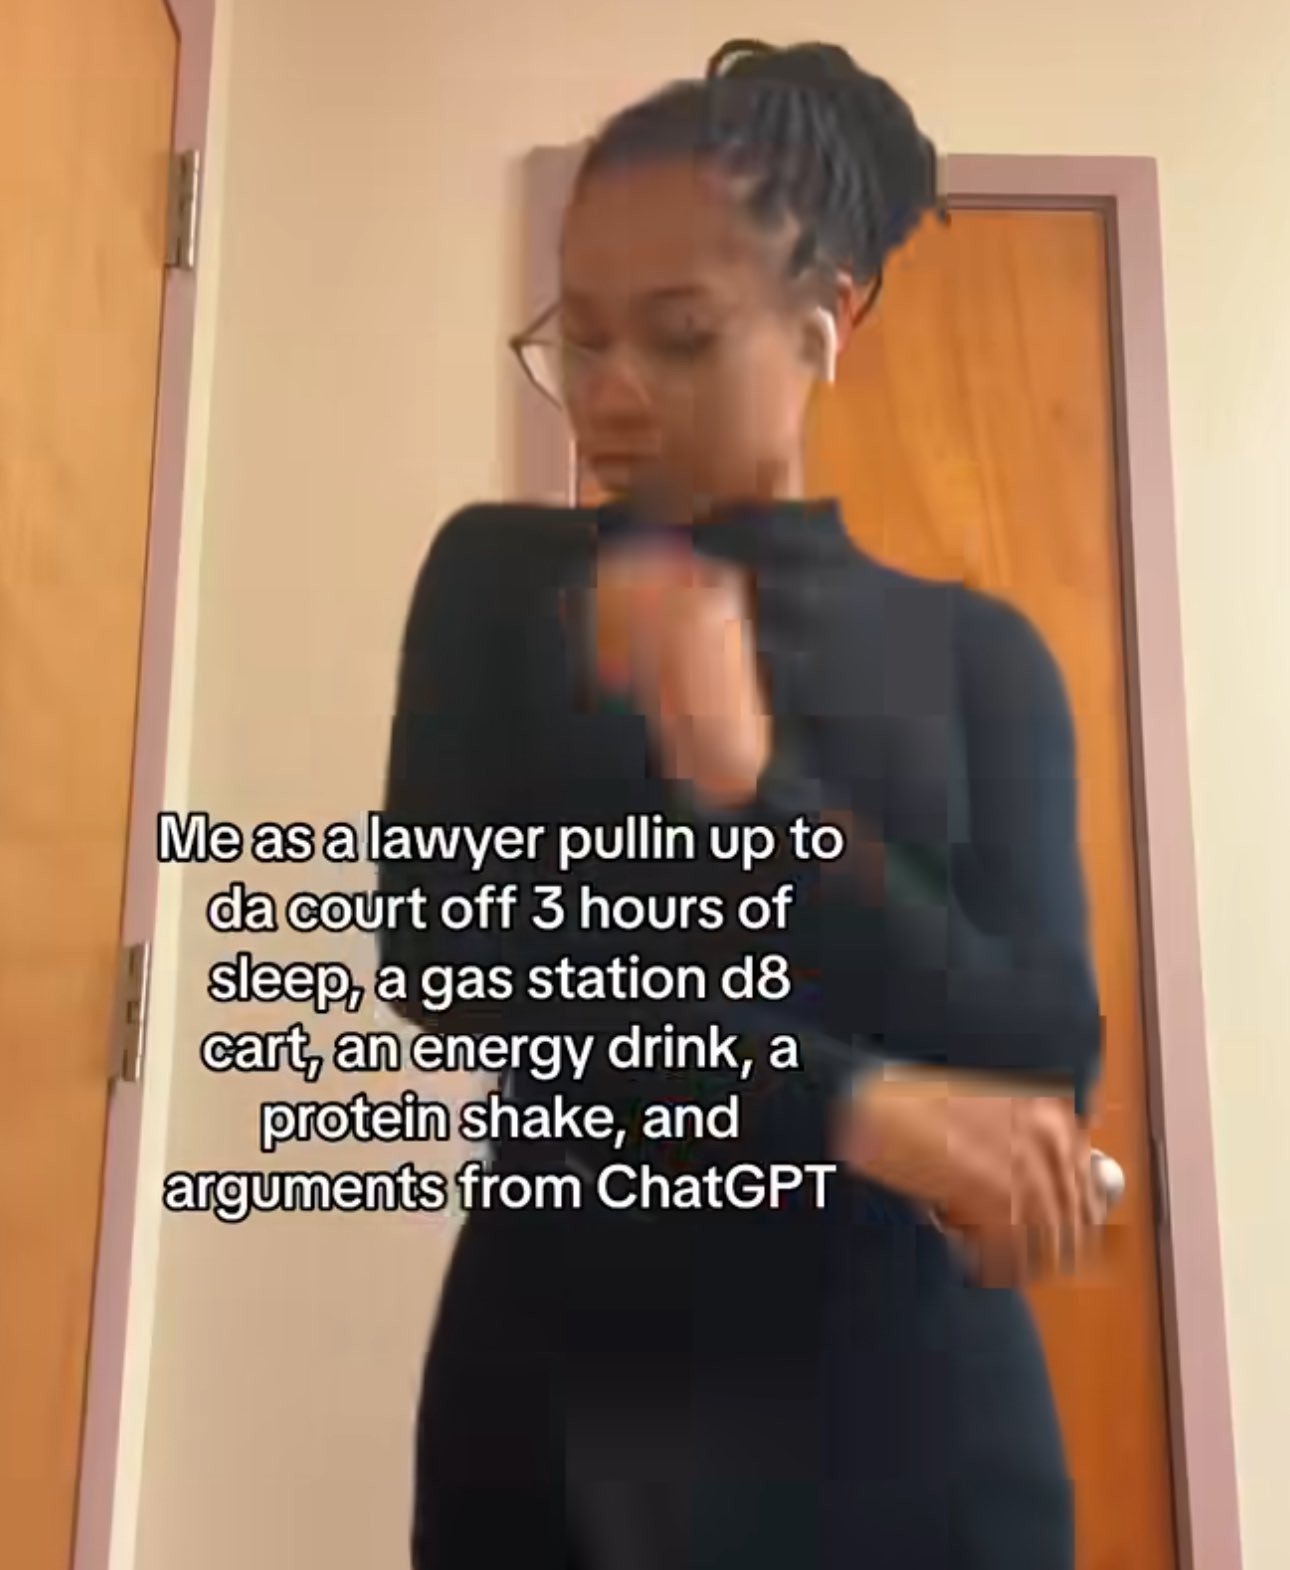 Me as a lawyer pullin up to
da court off 3 hours of
sleep, a gas station d8
cart, an energy drink, a
protein shake, and
arguments from ChatGPT